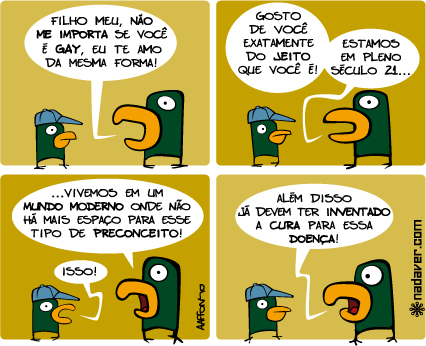 FILHO MEU, NÃO
ME IMPORTA SE VOCÊ
É GAY, EU TE AMO
DA MESMA FORMA!
GOSTO
DE VOCÊ
EXATAMENTE
DO JEITO
QUE VOCÊ É!
ESTAMOS
EM PLENO
SÉCULO 21...
...VIVEMOS EM UM
MUNDO MODERNO ONDE NÃO
HÁ MAIS ESPAÇO PARA ESSE
TIPO DE PRECONCEITO!
ISSO!
ALÉM DISSO
JÁ DEVEM TER INVENTADO
A CURA PARA ESSA
DOENÇA!
nadaver.com